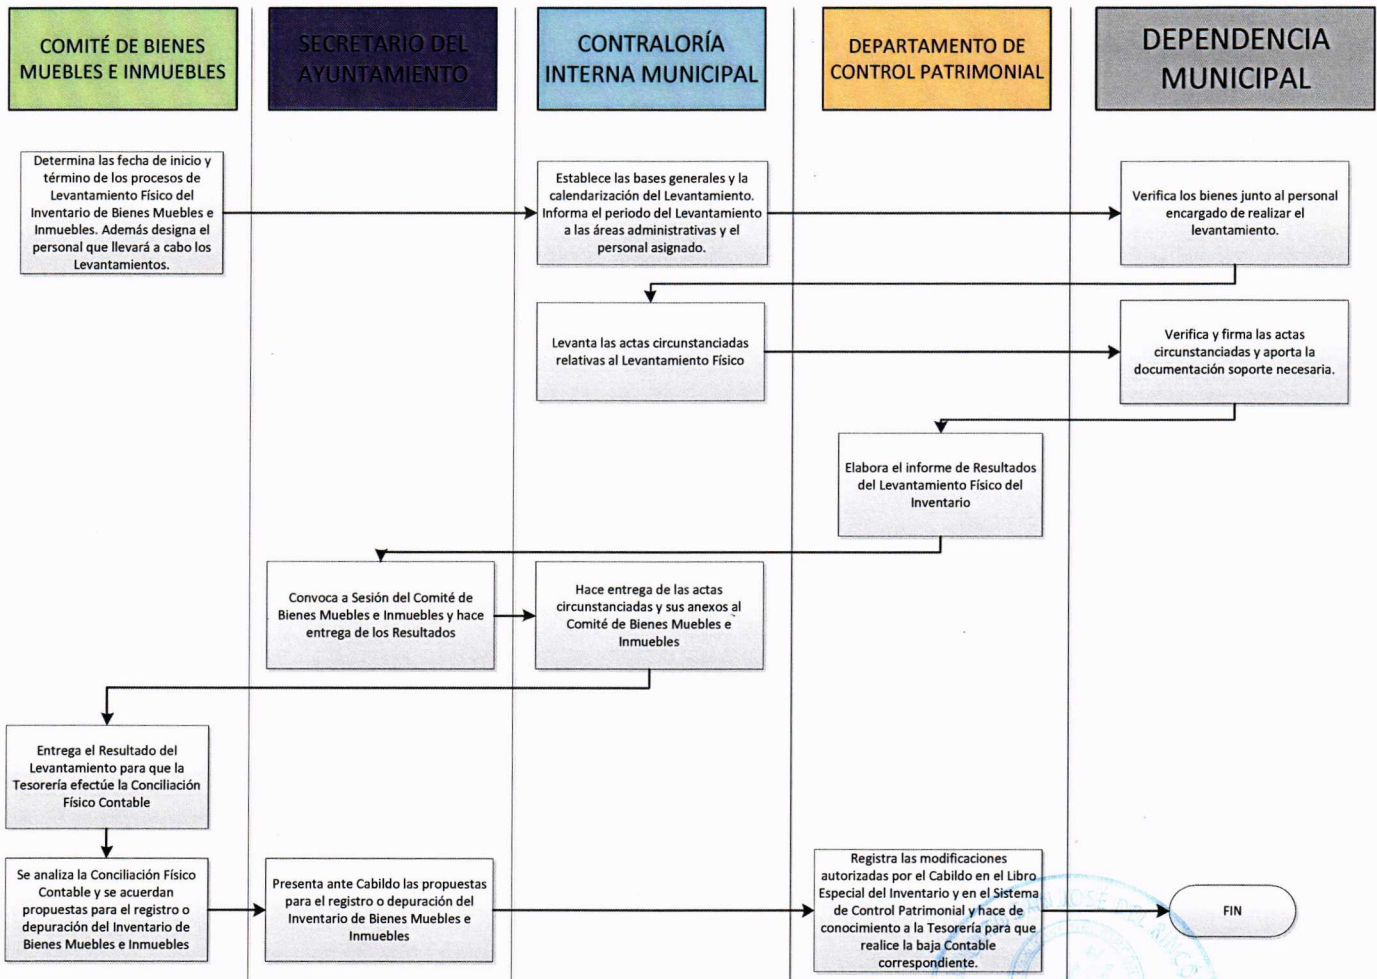 COMITÉ DE BIENES
MUEBLES E INMUEBLES
SECRETARIO DEL
AYUNTAMIENTO
CONTRALORÍA
INTERNA MUNICIPAL
DEPARTAMENTO DE
CONTROL PATRIMONIAL
DEPENDENCIA
MUNICIPAL
Determina las fecha de inicio y
término de los procesos de
Levantamiento Físico del
Inventario de Bienes Muebles e
Inmuebles. Además designa el
personal que llevará a cabo los
Levantamientos.
Establece las bases generales y la
calendarización del Levantamiento.
Informa el periodo del Levantamiento
a las áreas administrativas y el
personal asignado.
Verifica los bienes junto al personal
encargado de realizar el
levantamiento.
Levanta las actas circunstanciadas
relativas al Levantamiento Físico
Verifica y firma las actas
circunstanciadas y aporta la
documentación soporte necesaria.
Elabora el informe de Resultados
del Levantamiento Físico del
Inventario
Convoca a Sesión del Comité de
Bienes Muebles e Inmuebles y hace
entrega de los Resultados
Hace entrega de las actas
circunstanciadas y sus anexos al
Comité de Bienes Muebles e
Inmuebles
Entrega el Resultado del
Levantamiento para que la
Tesorería efectúe la Conciliación
Físico Contable
Se analiza la Conciliación Físico
Contable y se acuerdan
propuestas para el registro o
depuración del Inventario de
Bienes Muebles e Inmuebles
Presenta ante Cabildo las propuestas
para el registro o depuración del
Inventario de Bienes Muebles e
Inmuebles
Registra las modificaciones
autorizadas por el Cabildo en el Libro
Especial del Inventario y en el Sistema
de Control Patrimonial y hace de
conocimiento a la Tesorería para que
realice la baja Contable
correspondiente.
FIN
SAN JOSÉ DEL RINCÓ